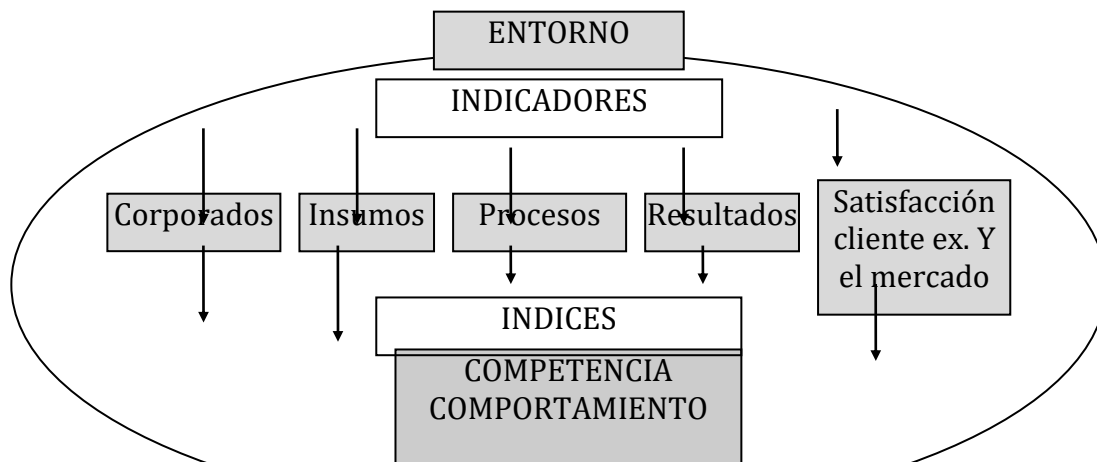 ENTORNO
INDICADORES
Corporados
Insumos
Procesos
Resultados
Satisfacción
cliente ex. Y
el mercado
INDICES
COMPETENCIA
COMPORTAMIENTO